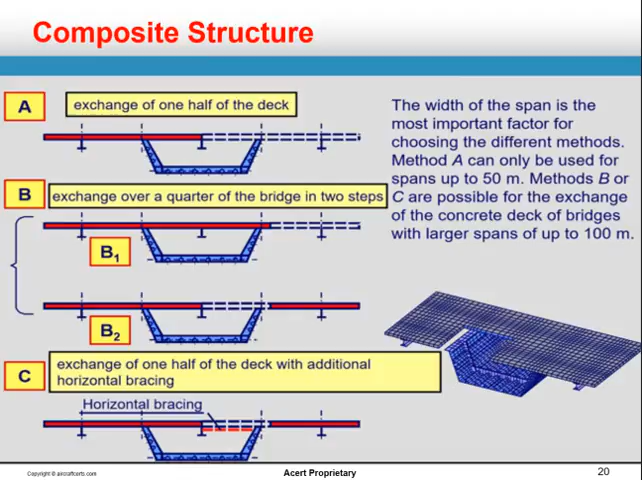 Composite Structure
A
exchange of one half of the deck
B
exchange over a quarter of the bridge in two steps
B1
B2
C
exchange of one half of the deck with additional
horizontal bracing
Horizontal bracing
The width of the span is the
most important factor for
choosing the different methods.
Method A can only be used for
spans up to 50 m. Methods B or
C are possible for the exchange
of the concrete deck of bridges
with larger spans of up to 100 m.
Copyright © aircraftcerts.com
Acert Proprietary
20